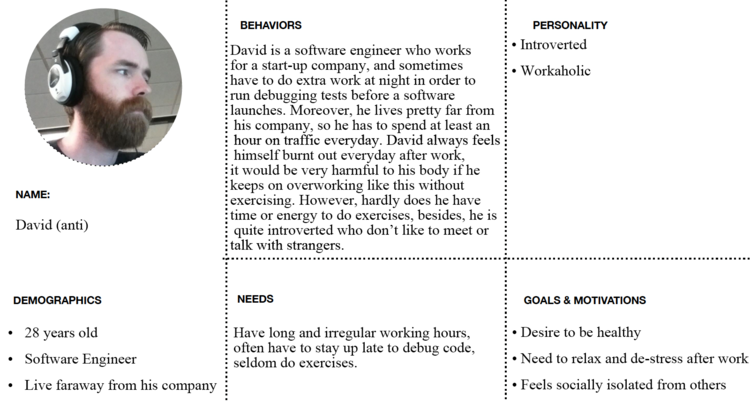 BEHAVIORS
David is a software engineer who works
for a start-up company, and sometimes
have to do extra work at night in order to
run debugging tests before a software
launches. Moreover, he lives pretty far from
his company, so he has to spend at least an
hour on traffic everyday. David always feels
himself burnt out everyday after work,
it would be very harmful to his body if he
keeps on overworking like this without
exercising. However, hardly does he have
time or energy to do exercises, besides, he is
quite introverted who don't like to meet or
talk with strangers.
PERSONALITY
• Introverted
• Workaholic
NAME:
David (anti)
DEMOGRAPHICS
• 28 years old
• Software Engineer
• Live faraway from his company
NEEDS
Have long and irregular working hours,
often have to stay up late to debug code,
seldom do exercises.
GOALS & MOTIVATIONS
• Desire to be healthy
• Need to relax and de-stress after work
• Feels socially isolated from others